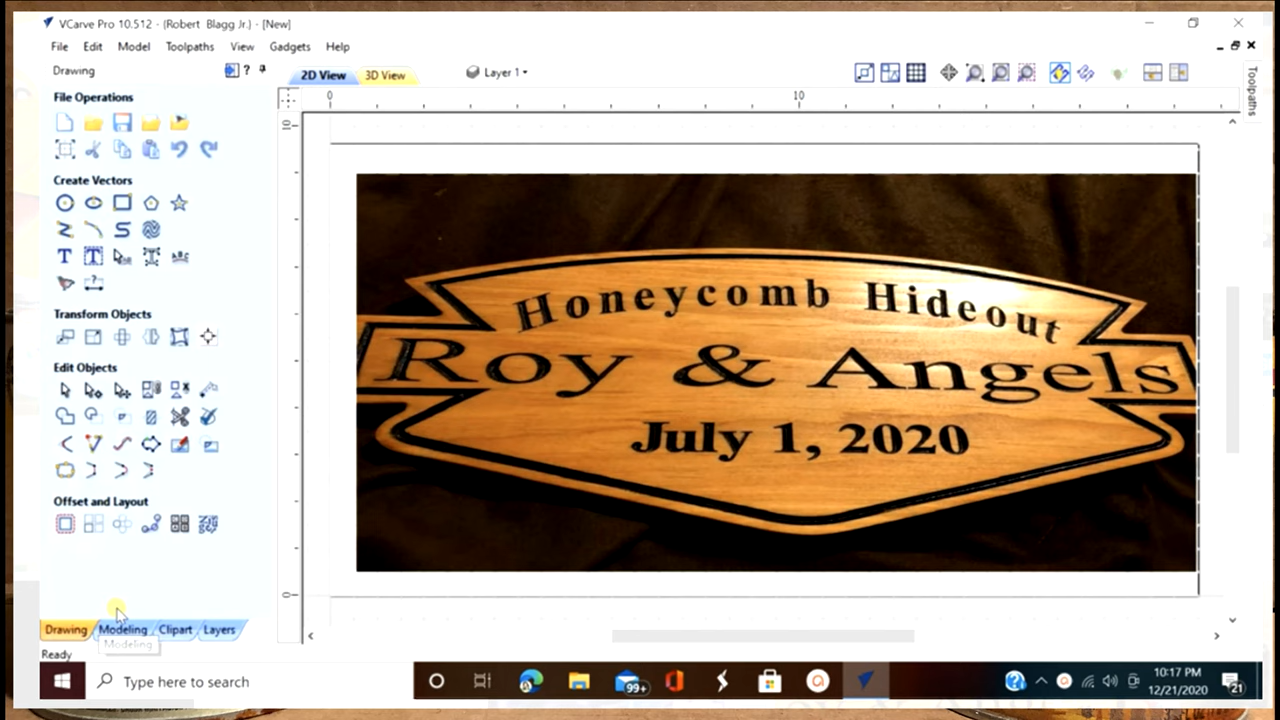 VCarve Pro 10.512 - (Robert Blagg Jr.) - [New]
File Edit Model Toolpaths View Gadgets Help
Drawing
2D View 3D View Layer 1
Toolpaths
File Operations
0 10
10
Create Vectors
Transform Objects
Edit Objects
Offset and Layout
0
Honeycomb Hideout
Roy & Angels
July 1, 2020
Drawing Modeling Clipart Layers
Modeling
Ready
Type here to search
99+
10:17 PM
12/21/2020
21